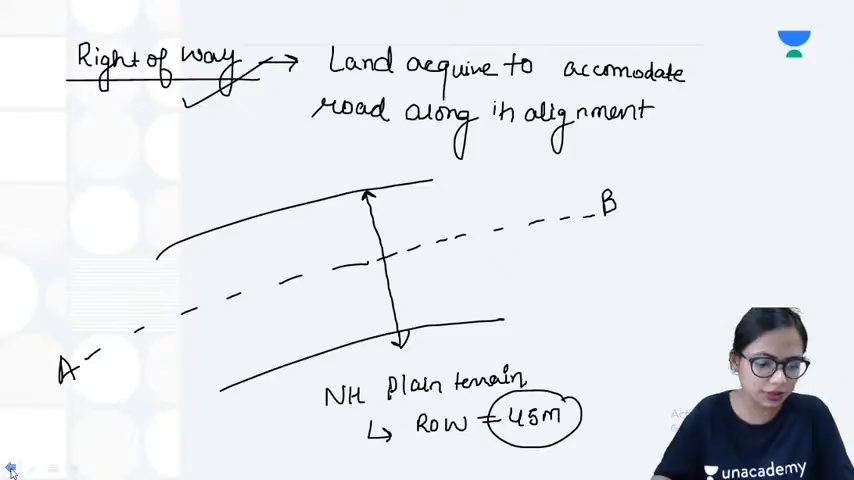 Right of way → Land acquire to accomodate
road along its alignment
B
A
NH plain terrain
↳ ROW = 45M
unacademy